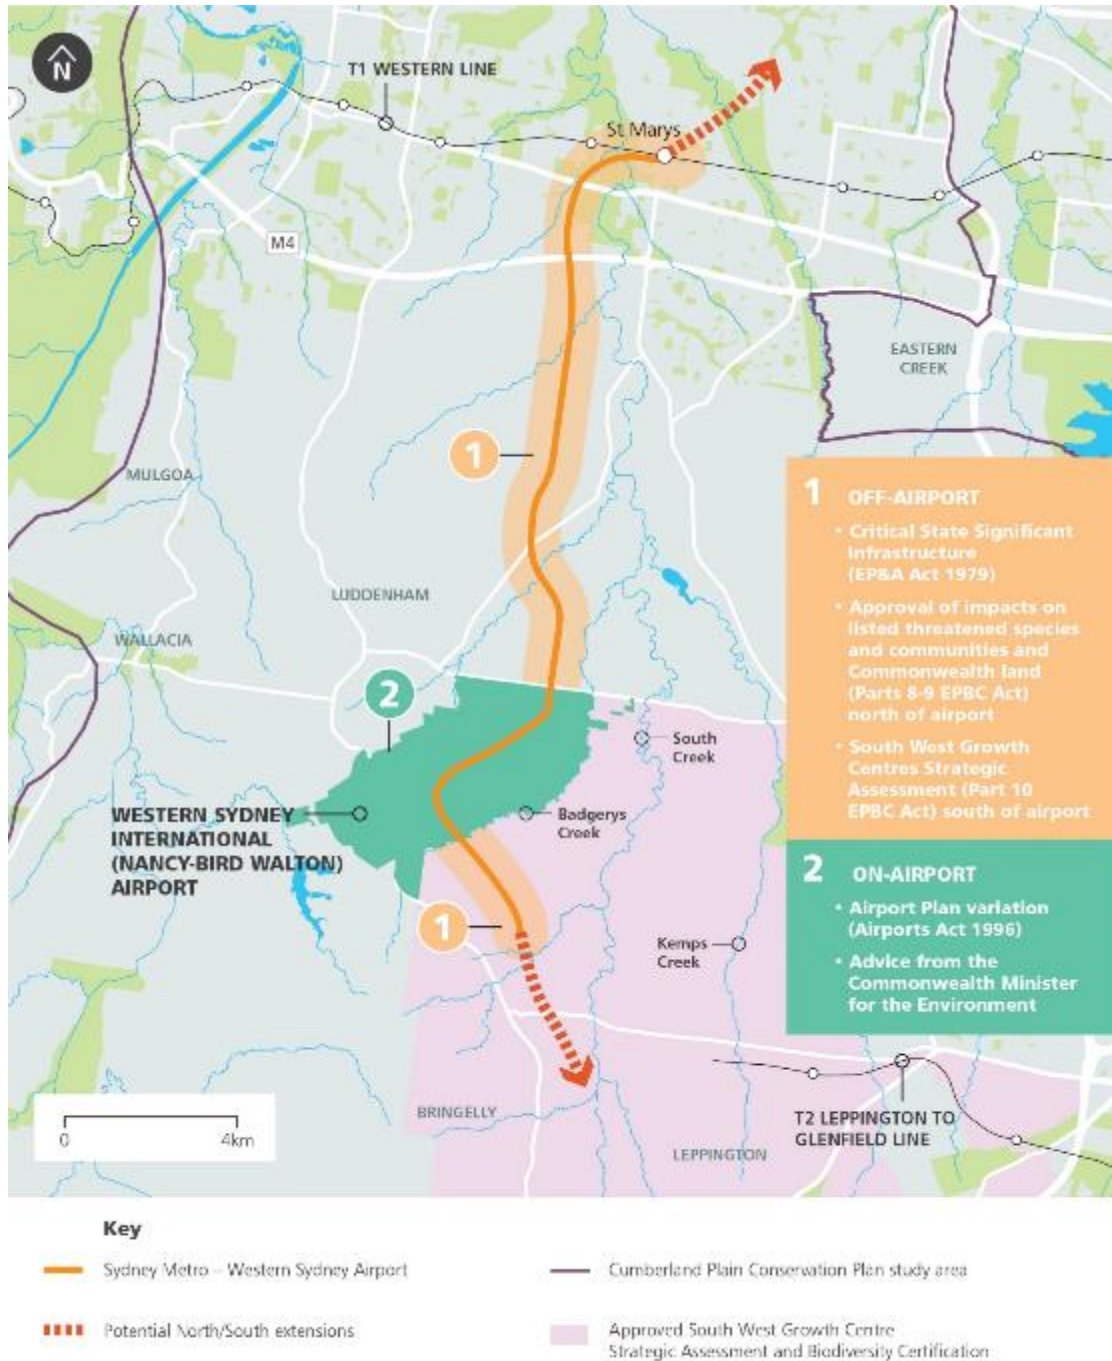 N
T1 WESTERN LINE
St Marys
M4
EASTERN
CREEK
1
MULGOA
LUDDENHAM
WALLACIA
2
South
Creek
Badgerys
Creek
WESTERN SYDNEY
INTERNATIONAL
(NANCY-BIRD WALTON)
AIRPORT
1
Kemps
Creek
BRINGELLY
T2 LEPPINGTON TO
GLENFIELD LINE
LEPPINGTON
0 4km
1 OFF-AIRPORT
• Critical State Significant
Infrastructure
(EP&A Act 1979)
• Approval of impacts on
listed threatened species
and communities and
Commonwealth land
(Parts 8-9 EPBC Act)
north of airport
• South West Growth
Centres Strategic
Assessment (Part 10
EPBC Act) south of airport
2 ON-AIRPORT
• Airport Plan variation
(Airports Act 1996)
• Advice from the
Commonwealth Minister
for the Environment
Key
Sydney Metro – Western Sydney Airport
Cumberland Plain Conservation Plan study area
Potential North/South extensions
Approved South West Growth Centre
Strategic Assessment and Biodiversity Certification